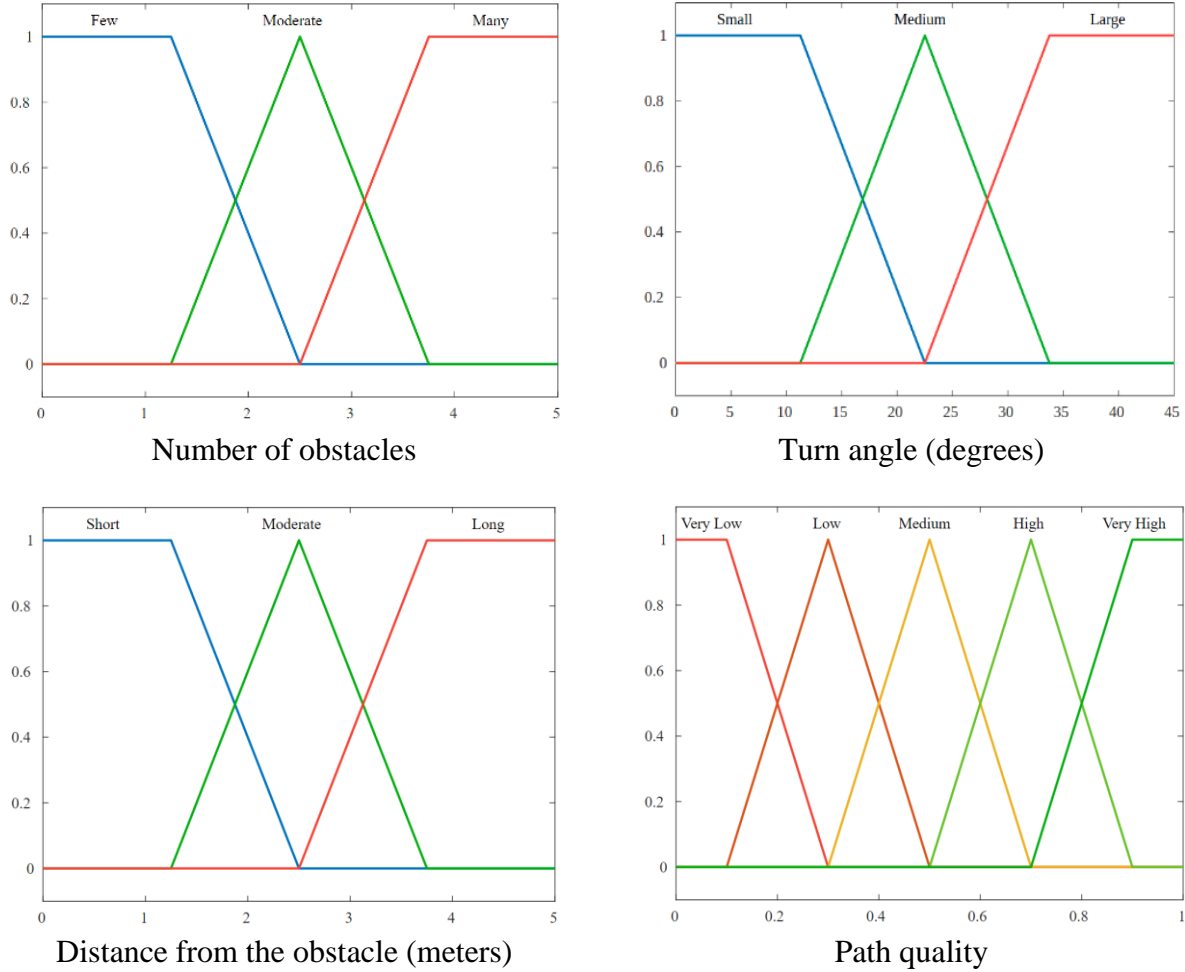 Few Moderate Many
1
0.8
0.6
0.4
0.2
0
0 1 2 3 4 5
Number of obstacles
Small Medium Large
1
0.8
0.6
0.4
0.2
0
0 5 10 15 20 25 30 35 40 45
Turn angle (degrees)
Short Moderate Long
1
0.8
0.6
0.4
0.2
0
0 1 2 3 4 5
Distance from the obstacle (meters)
Very Low Low Medium High Very High
1
0.8
0.6
0.4
0.2
0
0 0.2 0.4 0.6 0.8 1
Path quality